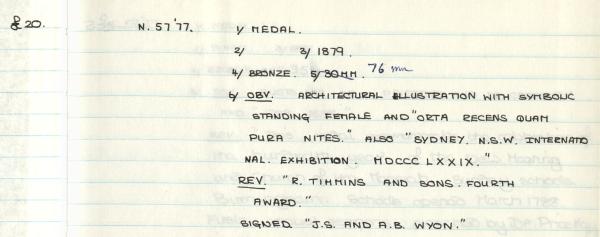 £20. N. 57'77. 1/ MEDAL.
2/ 3/ 1879.
4/ BRONZE. 5/ 80MM. 76 mm
6/ OBV. ARCHITECTURAL ILLUSTRATION WITH SYMBOLIC
STANDING FEMALE AND "ORTA RECENS QUAM
PURA NITES." ALSO "SYDNEY. N.S.W. INTERNATIO
NAL. EXHIBITION. MDCCC LXXIX."
REV. "R. TIMMINS AND SONS. FOURTH
AWARD."
SIGNED "J.S. AND A.B. WYON."